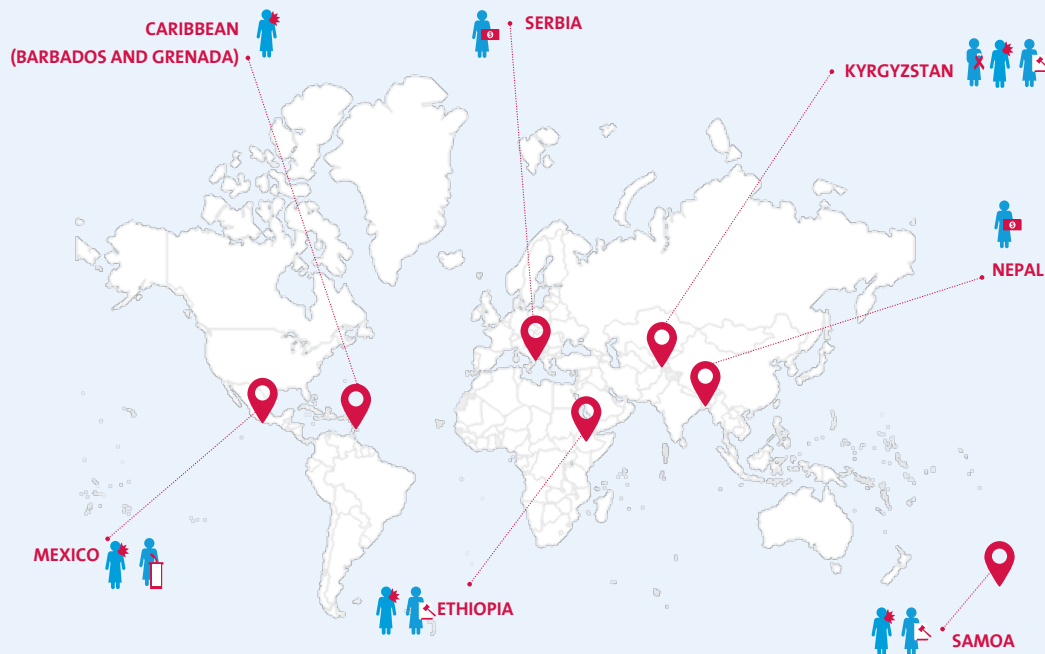 CARIBBEAN
(BARBADOS AND GRENADA)
SERBIA
KYRGYZSTAN
$
$
NEPAL
MEXICO
ETHIOPIA
SAMOA